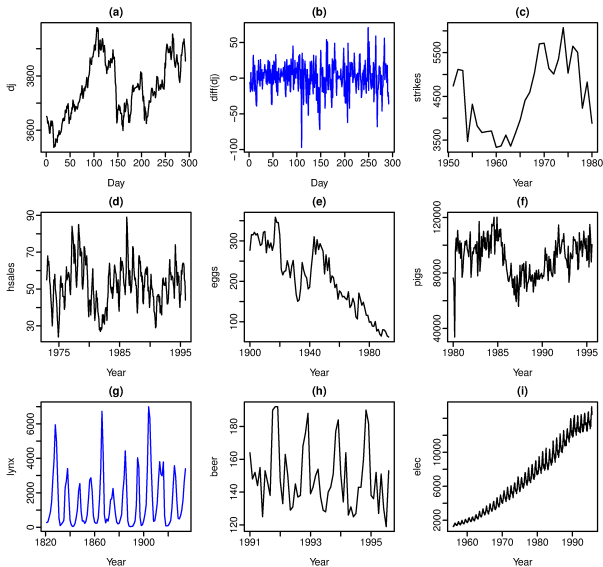 (a)
dj
3600 3800
0 50 100 150 200 250 300
Day
(b)
diff(dj)
−100 −50 0 50
0 50 100 150 200 250 300
Day
(c)
strikes
3500 4500 5500
1950 1960 1970 1980
Year
(d)
hsales
30 50 70 90
1975 1985 1995
Year
(e)
eggs
100 200 300
1900 1940 1980
Year
(f)
pigs
40000 80000 120000
1980 1985 1990 1995
Year
(g)
lynx
0 2000 4000 6000
1820 1860 1900
Year
(h)
beer
120 140 160 180
1991 1993 1995
Year
(i)
elec
2000 6000 10000
1960 1970 1980 1990
Year